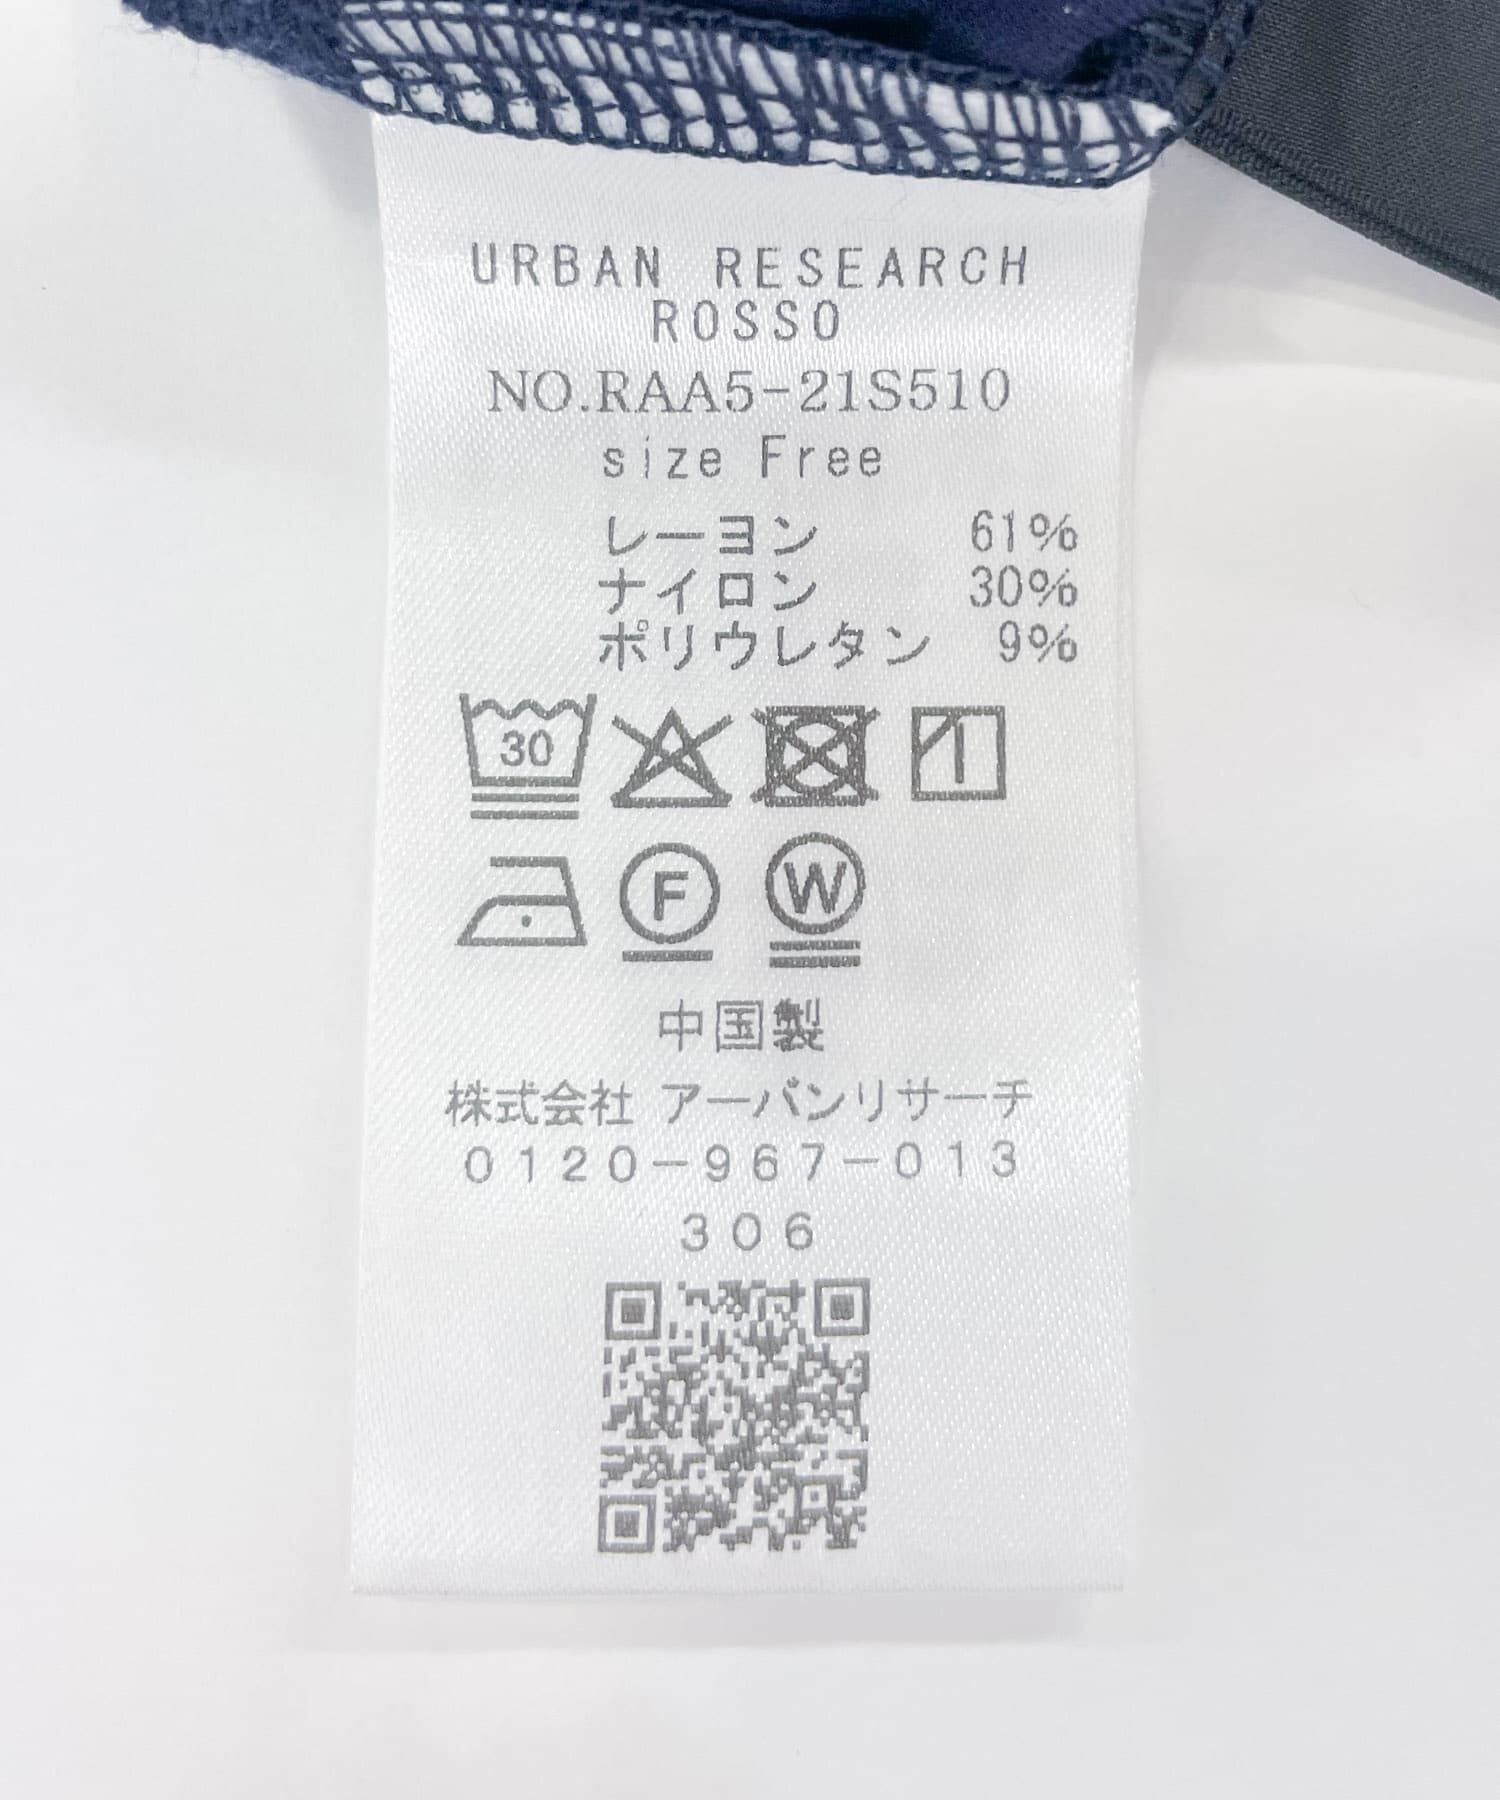 URBAN RESEARCH
ROSSO
NO.RAA5-21S510
size Free
レーヨン 61%
ナイロン 30%
ポリウレタン 9%
30
F W
中国製
株式会社 アーバンリサーチ
0120-967-013
306